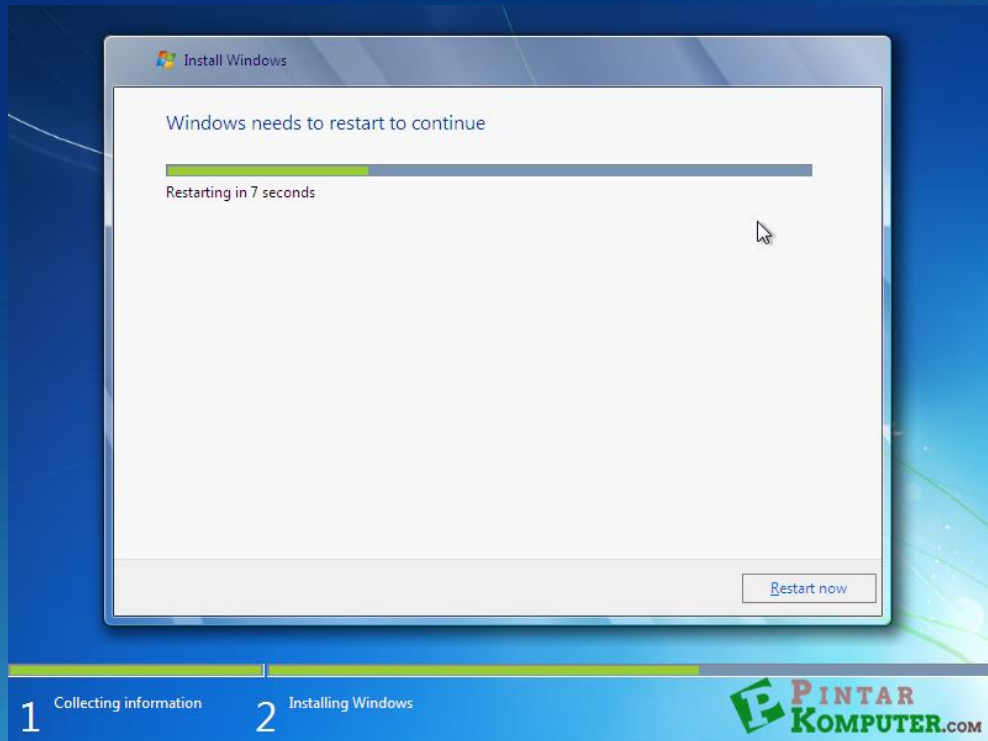 Install Windows
Windows needs to restart to continue
Restarting in 7 seconds
Restart now
1 Collecting information
2 Installing Windows
PINTAR
KOMPUTER.COM